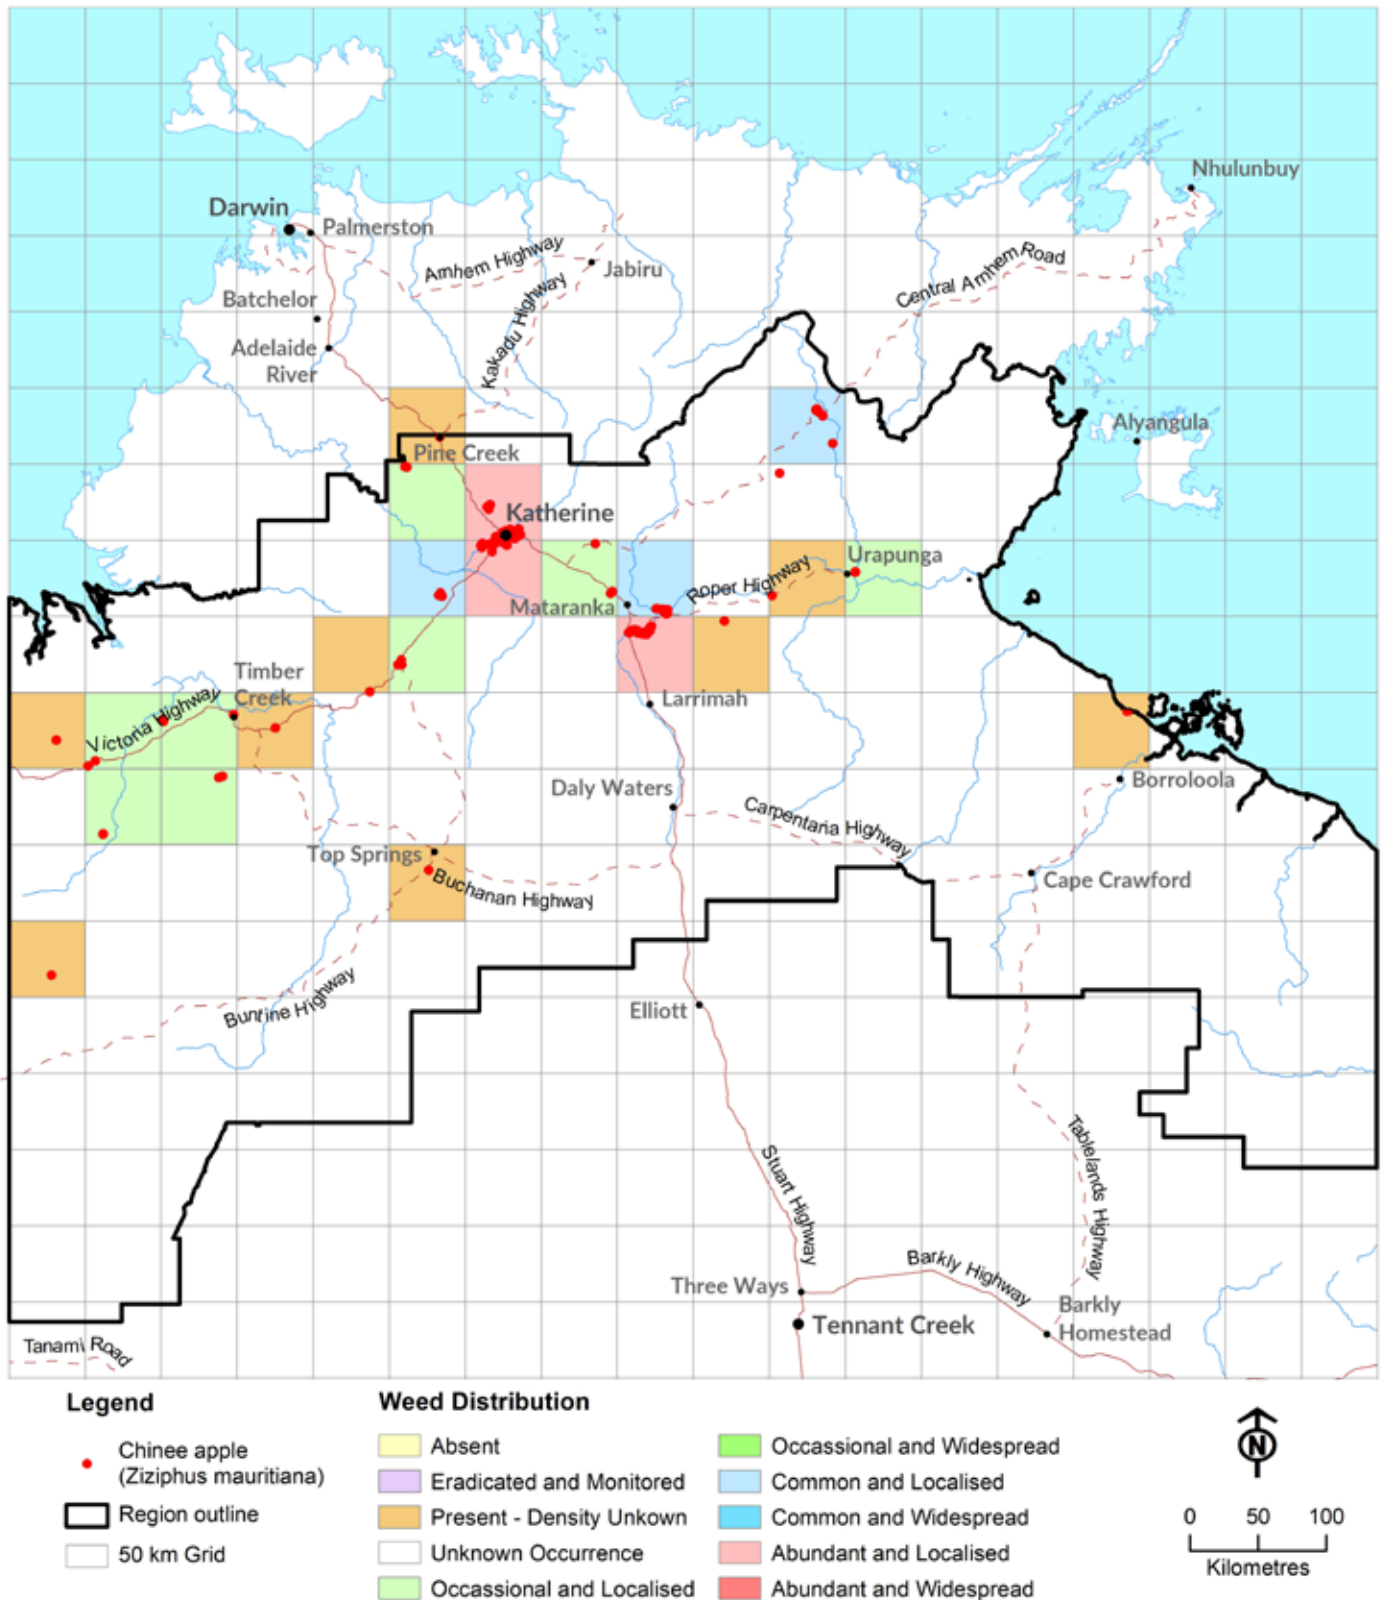 Nhulunbuy
Darwin
Palmerston
Arnhem Highway
Jabiru
Central Arnhem Road
Batchelor
Kakadu Highway
Adelaide
River
Alyangula
Pine Creek
Katherine
Urapunga
Roper Highway
Mataranka
Timber
Creek
Victoria Highway
Larrimah
Borroloola
Daly Waters
Carpentaria Highway
Top Springs
Buchanan Highway
Cape Crawford
Buntine Highway
Elliott
Tablelands Highway
Stuart Highway
Three Ways
Barkly Highway
Barkly
Homestead
Tennant Creek
Tanami Road
Legend
Chinee apple
(Ziziphus mauritiana)
Region outline
50 km Grid
Weed Distribution
Absent
Eradicated and Monitored
Present - Density Unkown
Unknown Occurrence
Occassional and Localised
Occassional and Widespread
Common and Localised
Common and Widespread
Abundant and Localised
Abundant and Widespread
N
0 50 100
Kilometres